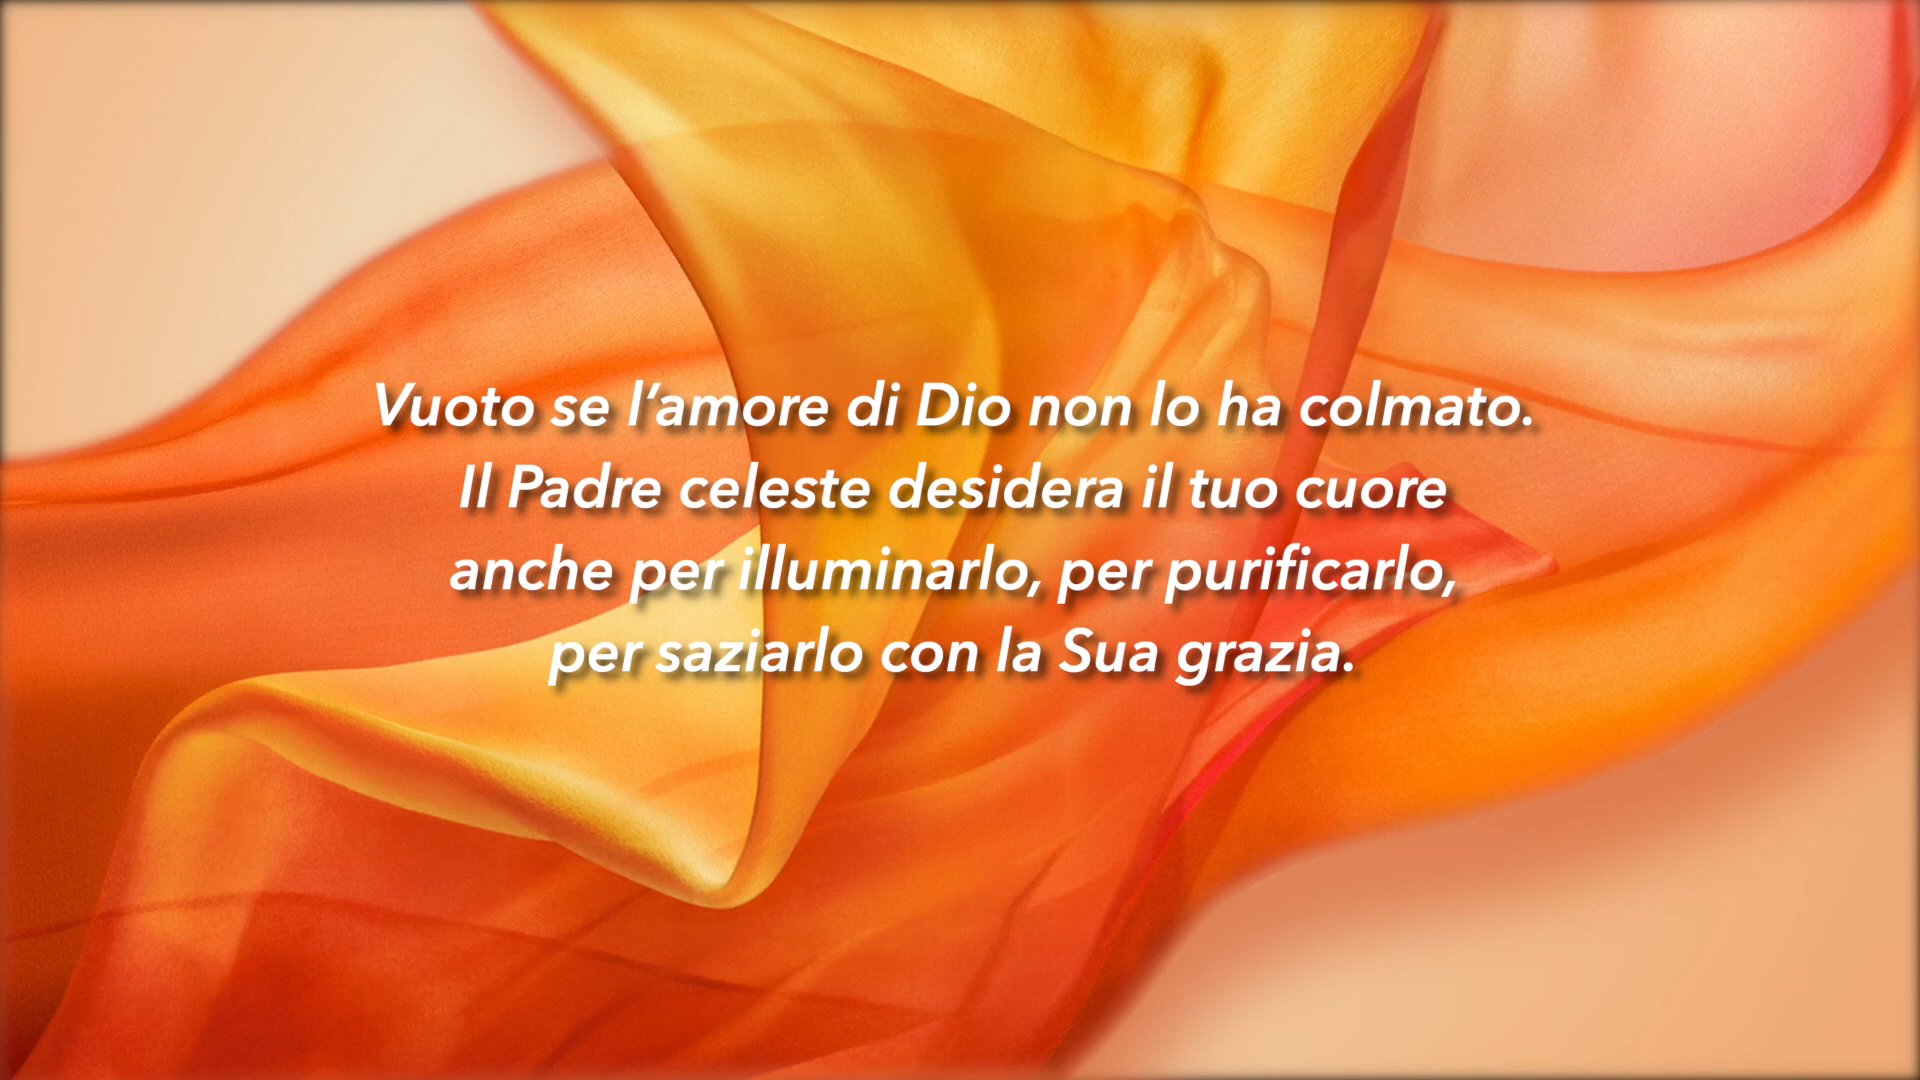 Vuoto se l’amore di Dio non lo ha colmato.
Il Padre celeste desidera il tuo cuore
anche per illuminarlo, per purificarlo,
per saziarlo con la Sua grazia.